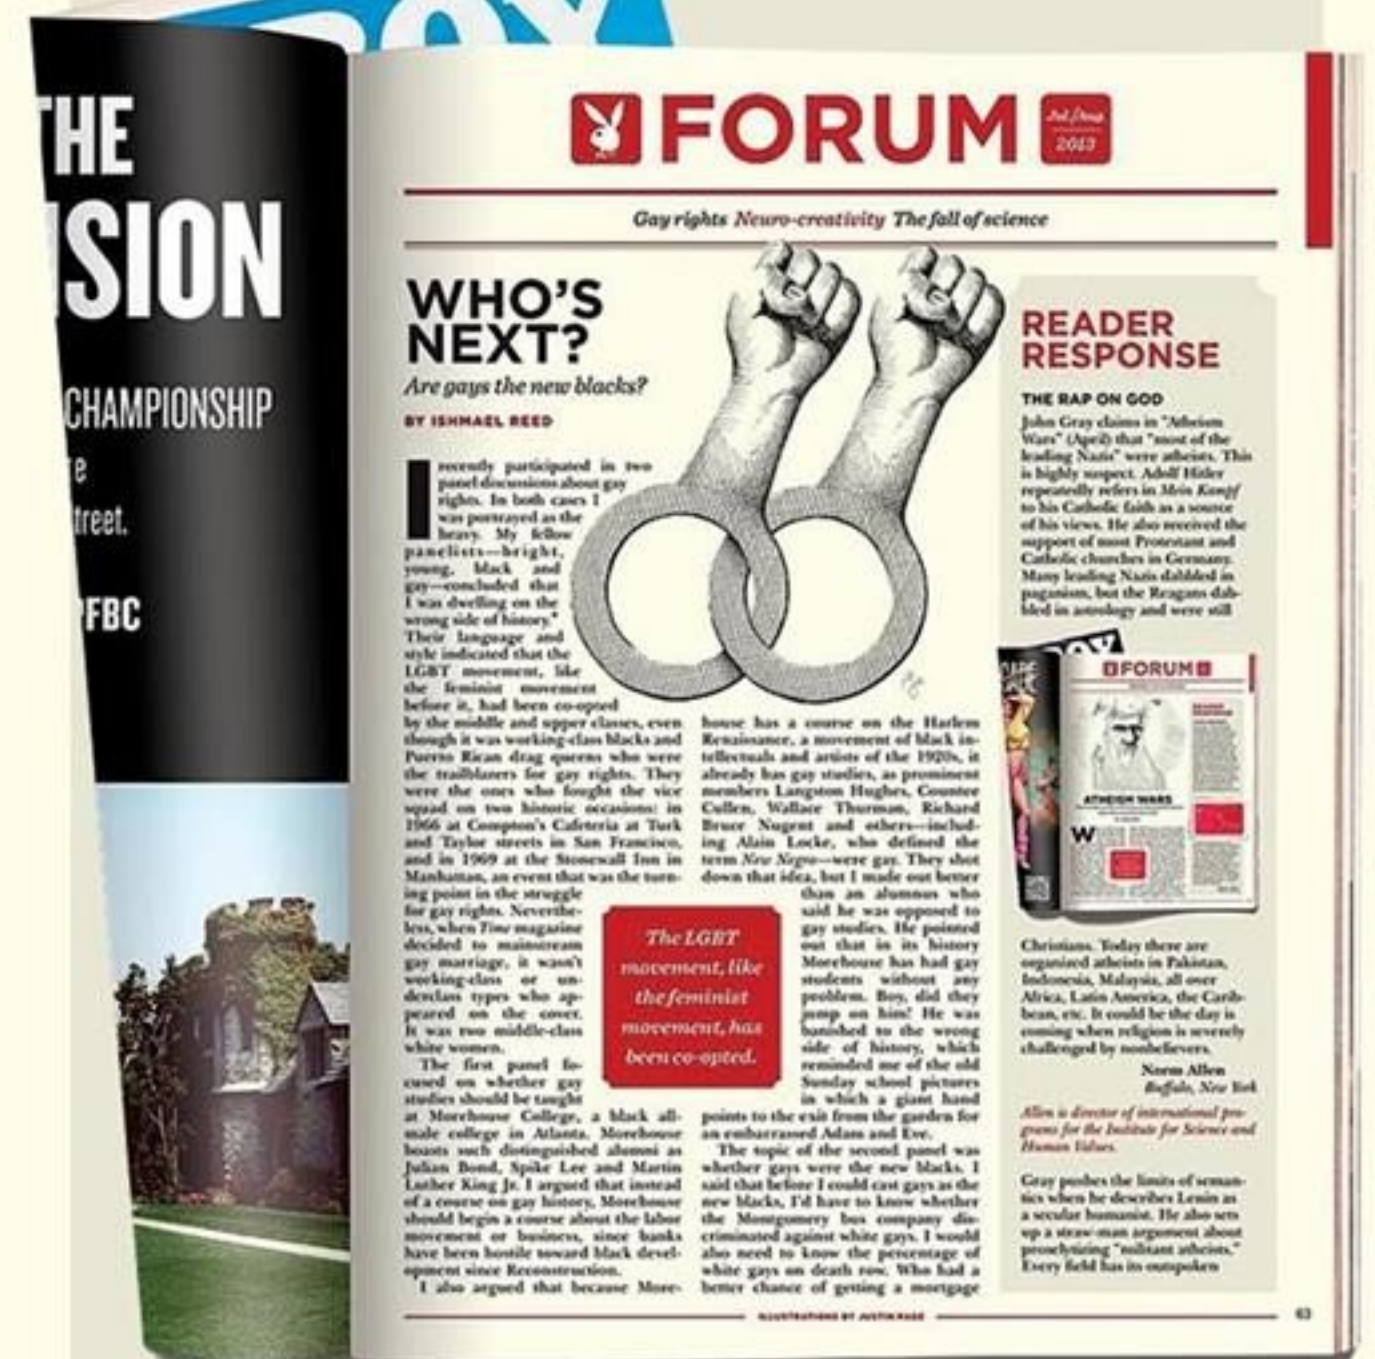 OX
THE
ISION
CHAMPIONSHIP
re
treet.
FBC
FORUM
Jul./Aug.
2013
Gay rights Neuro-creativity The fall of science
WHO'S
NEXT?
Are gays the new blacks?
BY ISHMAEL REED
I recently participated in two
panel discussions about gay
rights. In both cases I
was portrayed as the
heavy. My fellow
panelists—bright,
young, black and
gay—concluded that
I was dwelling on the
wrong side of history."
Their language and
style indicated that the
LGBT movement, like
the feminist movement
before it, had been co-opted
by the middle and upper classes, even
though it was working-class blacks and
Puerto Rican drag queens who were
the trailblazers for gay rights. They
were the ones who fought the vice
squad on two historic occasions: in
1966 at Compton's Cafeteria at Turk
and Taylor streets in San Francisco,
and in 1969 at the Stonewall Inn in
Manhattan, an event that was the turn-
ing point in the struggle
for gay rights. Neverthe-
less, when Time magazine
decided to mainstream
gay marriage, it wasn't
working-class or un-
derclass types who ap-
peared on the cover.
It was two middle-class
white women.
The first panel fo-
cused on whether gay
studies should be taught
at Morehouse College, a black all-
male college in Atlanta. Morehouse
boasts such distinguished alumni as
Julian Bond, Spike Lee and Martin
Luther King Jr. I argued that instead
of a course on gay history, Morehouse
should begin a course about the labor
movement or business, since banks
have been hostile toward black devel-
opment since Reconstruction.
I also argued that because More-
house has a course on the Harlem
Renaissance, a movement of black in-
tellectuals and artists of the 1920s, it
already has gay studies, as prominent
members Langston Hughes, Countee
Cullen, Wallace Thurman, Richard
Bruce Nugent and others—includ-
ing Alain Locke, who defined the
term New Negro—were gay. They shot
down that idea, but I made out better
than an alumnus who
said he was opposed to
gay studies. He pointed
out that in its history
Morehouse has had gay
students without any
problem. Boy, did they
jump on him! He was
banished to the wrong
side of history, which
reminded me of the old
Sunday school pictures
in which a giant hand
points to the exit from the garden for
an embarrassed Adam and Eve.
The topic of the second panel was
whether gays were the new blacks. I
said that before I could cast gays as the
new blacks, I'd have to know whether
the Montgomery bus company dis-
criminated against white gays. I would
also need to know the percentage of
white gays on death row. Who had a
better chance of getting a mortgage
The LGBT
movement, like
the feminist
movement, has
been co-opted.
READER
RESPONSE
THE RAP ON GOD
John Gray claims in "Atheism
Wars" (April) that "most of the
leading Nazis" were atheists. This
is highly suspect. Adolf Hitler
repeatedly refers in Mein Kampf
to his Catholic faith as a source
of his views. He also received the
support of most Protestant and
Catholic churches in Germany.
Many leading Nazis dabbled in
paganism, but the Reagans dab-
bled in astrology and were still
FORUM
ATHEISM WARS
W
Christians. Today there are
organized atheists in Pakistan,
Indonesia, Malaysia, all over
Africa, Latin America, the Carib-
bean, etc. It could be the day is
coming when religion is severely
challenged by nonbelievers.
Norm Allen
Buffalo, New York
Allen is director of international pro-
grams for the Institute for Science and
Human Values.
Gray pushes the limits of seman-
tics when he describes Lenin as
a secular humanist. He also sets
up a straw-man argument about
proselytizing "militant atheists."
Every field has its outspoken
ILLUSTRATIONS BY JUSTIN PAGE
63